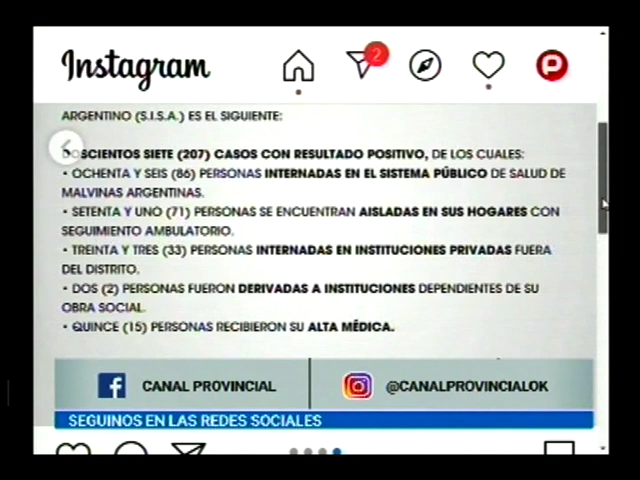 Instagram
2
P
ARGENTINO (S.I.S.A.) ES EL SIGUIENTE:
DOSCIENTOS SIETE (207) CASOS CON RESULTADO POSITIVO, DE LOS CUALES:
• OCHENTA Y SEIS (86) PERSONAS INTERNADAS EN EL SISTEMA PÚBLICO DE SALUD DE
MALVINAS ARGENTINAS.
• SETENTA Y UNO (71) PERSONAS SE ENCUENTRAN AISLADAS EN SUS HOGARES CON
SEGUIMIENTO AMBULATORIO.
• TREINTA Y TRES (33) PERSONAS INTERNADAS EN INSTITUCIONES PRIVADAS FUERA
DEL DISTRITO.
• DOS (2) PERSONAS FUERON DERIVADAS A INSTITUCIONES DEPENDIENTES DE SU
OBRA SOCIAL.
• QUINCE (15) PERSONAS RECIBIERON SU ALTA MÉDICA.
CANAL PROVINCIAL
@CANALPROVINCIALOK
SEGUINOS EN LAS REDES SOCIALES